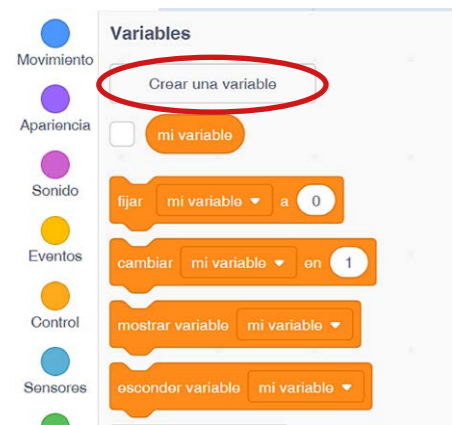 Variables
Movimiento
Crear una variable
Apariencia
mi variable
Sonido
fijar mi variable a 0
Eventos
cambiar mi variable en 1
Control
mostrar variable mi variable
Sensores
esconder variable mi variable